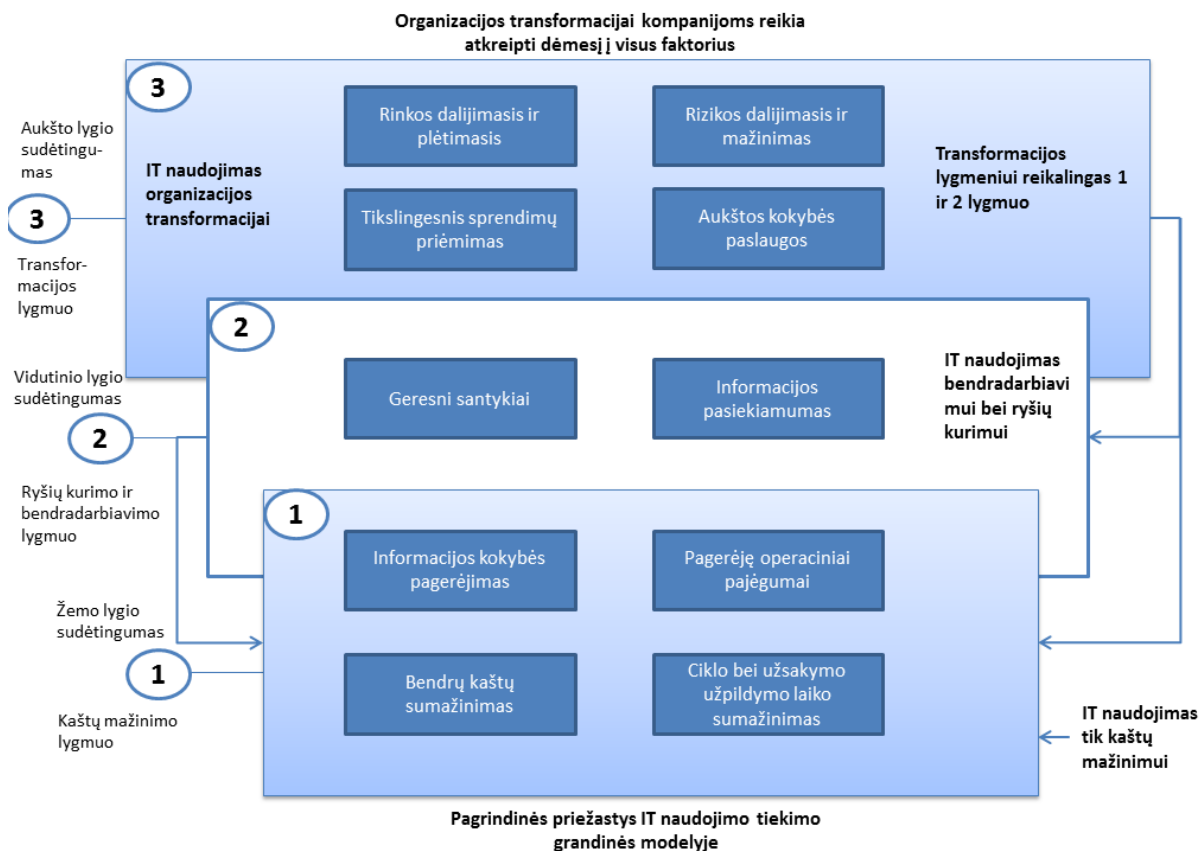 Organizacijos transformacijai kompanijoms reikia
atkreipti dėmesį į visus faktorius
3
Aukšto lygio
sudėtingu-
mas
3
Transfor-
macijos
lygmuo
IT naudojimas
organizacijos
transformacijai
Rinkos dalijimasis ir
plėtimasis
Rizikos dalijimasis ir
mažinimas
Tikslingesnis sprendimų
priėmimas
Aukštos kokybės
paslaugos
Transformacijos
lygmeniui reikalingas 1
ir 2 lygmuo
2
Vidutinio lygio
sudėtingumas
2
Ryšių kurimo ir
bendradarbiavimo
lygmuo
Geresni santykiai
Informacijos
pasiekiamumas
IT naudojimas
bendradarbiavi
mui bei ryšių
kurimui
1
Žemo lygio
sudėtingumas
1
Kaštų mažinimo
lygmuo
Informacijos kokybės
pagerėjimas
Pagerėję operaciniai
pajėgumai
Bendrų kaštų
sumažinimas
Ciklo bei užsakymo
užpildymo laiko
sumažinimas
IT naudojimas
tik kaštų
mažinimui
Pagrindinės priežastys IT naudojimo tiekimo
grandinės modelyje